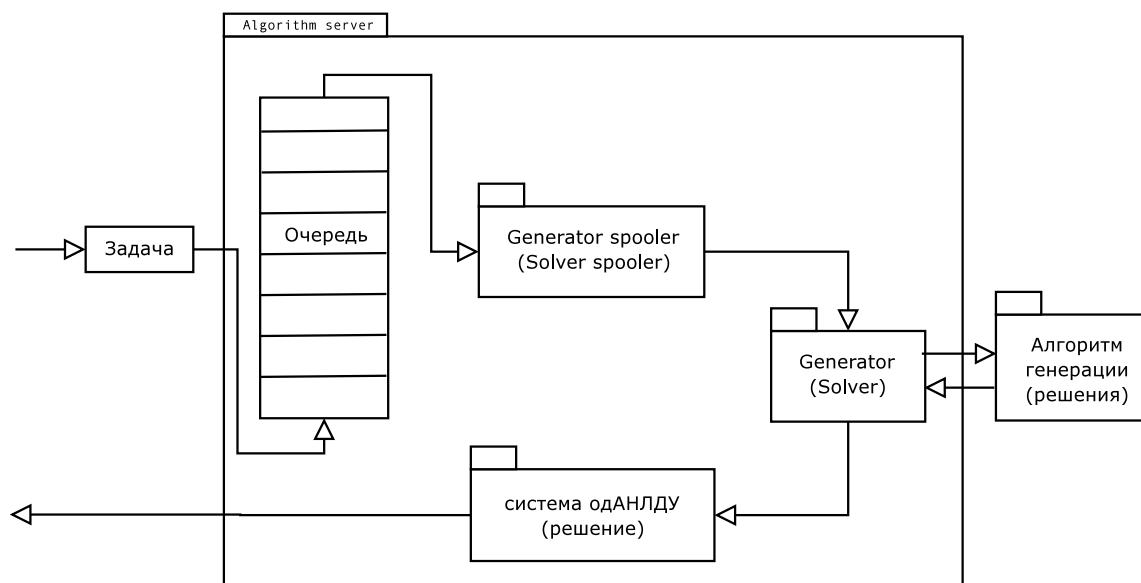 Algorithm server
Задача
Очередь
Generator spooler
(Solver spooler)
Generator
(Solver)
Алгоритм
генерации
(решения)
система одАНЛДУ
(решение)